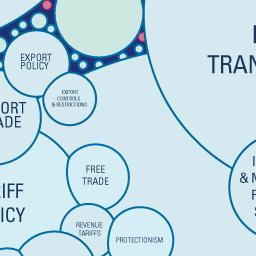 EXPORT
POLICY
EXPORT
CONTROLS
& RESTRICTIONS
TRAN
ORT
ADE
FREE
TRADE
& M
IFF
ICY
REVENUE
TARIFFS
PROTECTIONISM